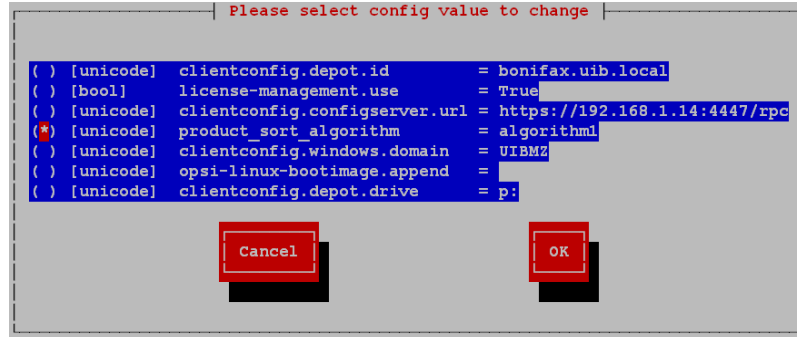 Please select config value to change
( ) [unicode] clientconfig.depot.id = bonifax.uib.local
( ) [bool] license-management.use = True
( ) [unicode] clientconfig.configserver.url = https://192.168.1.14:4447/rpc
(*) [unicode] product_sort_algorithm = algorithm1
( ) [unicode] clientconfig.windows.domain = UIBMZ
( ) [unicode] opsi-linux-bootimage.append =
( ) [unicode] clientconfig.depot.drive = p:
Cancel OK